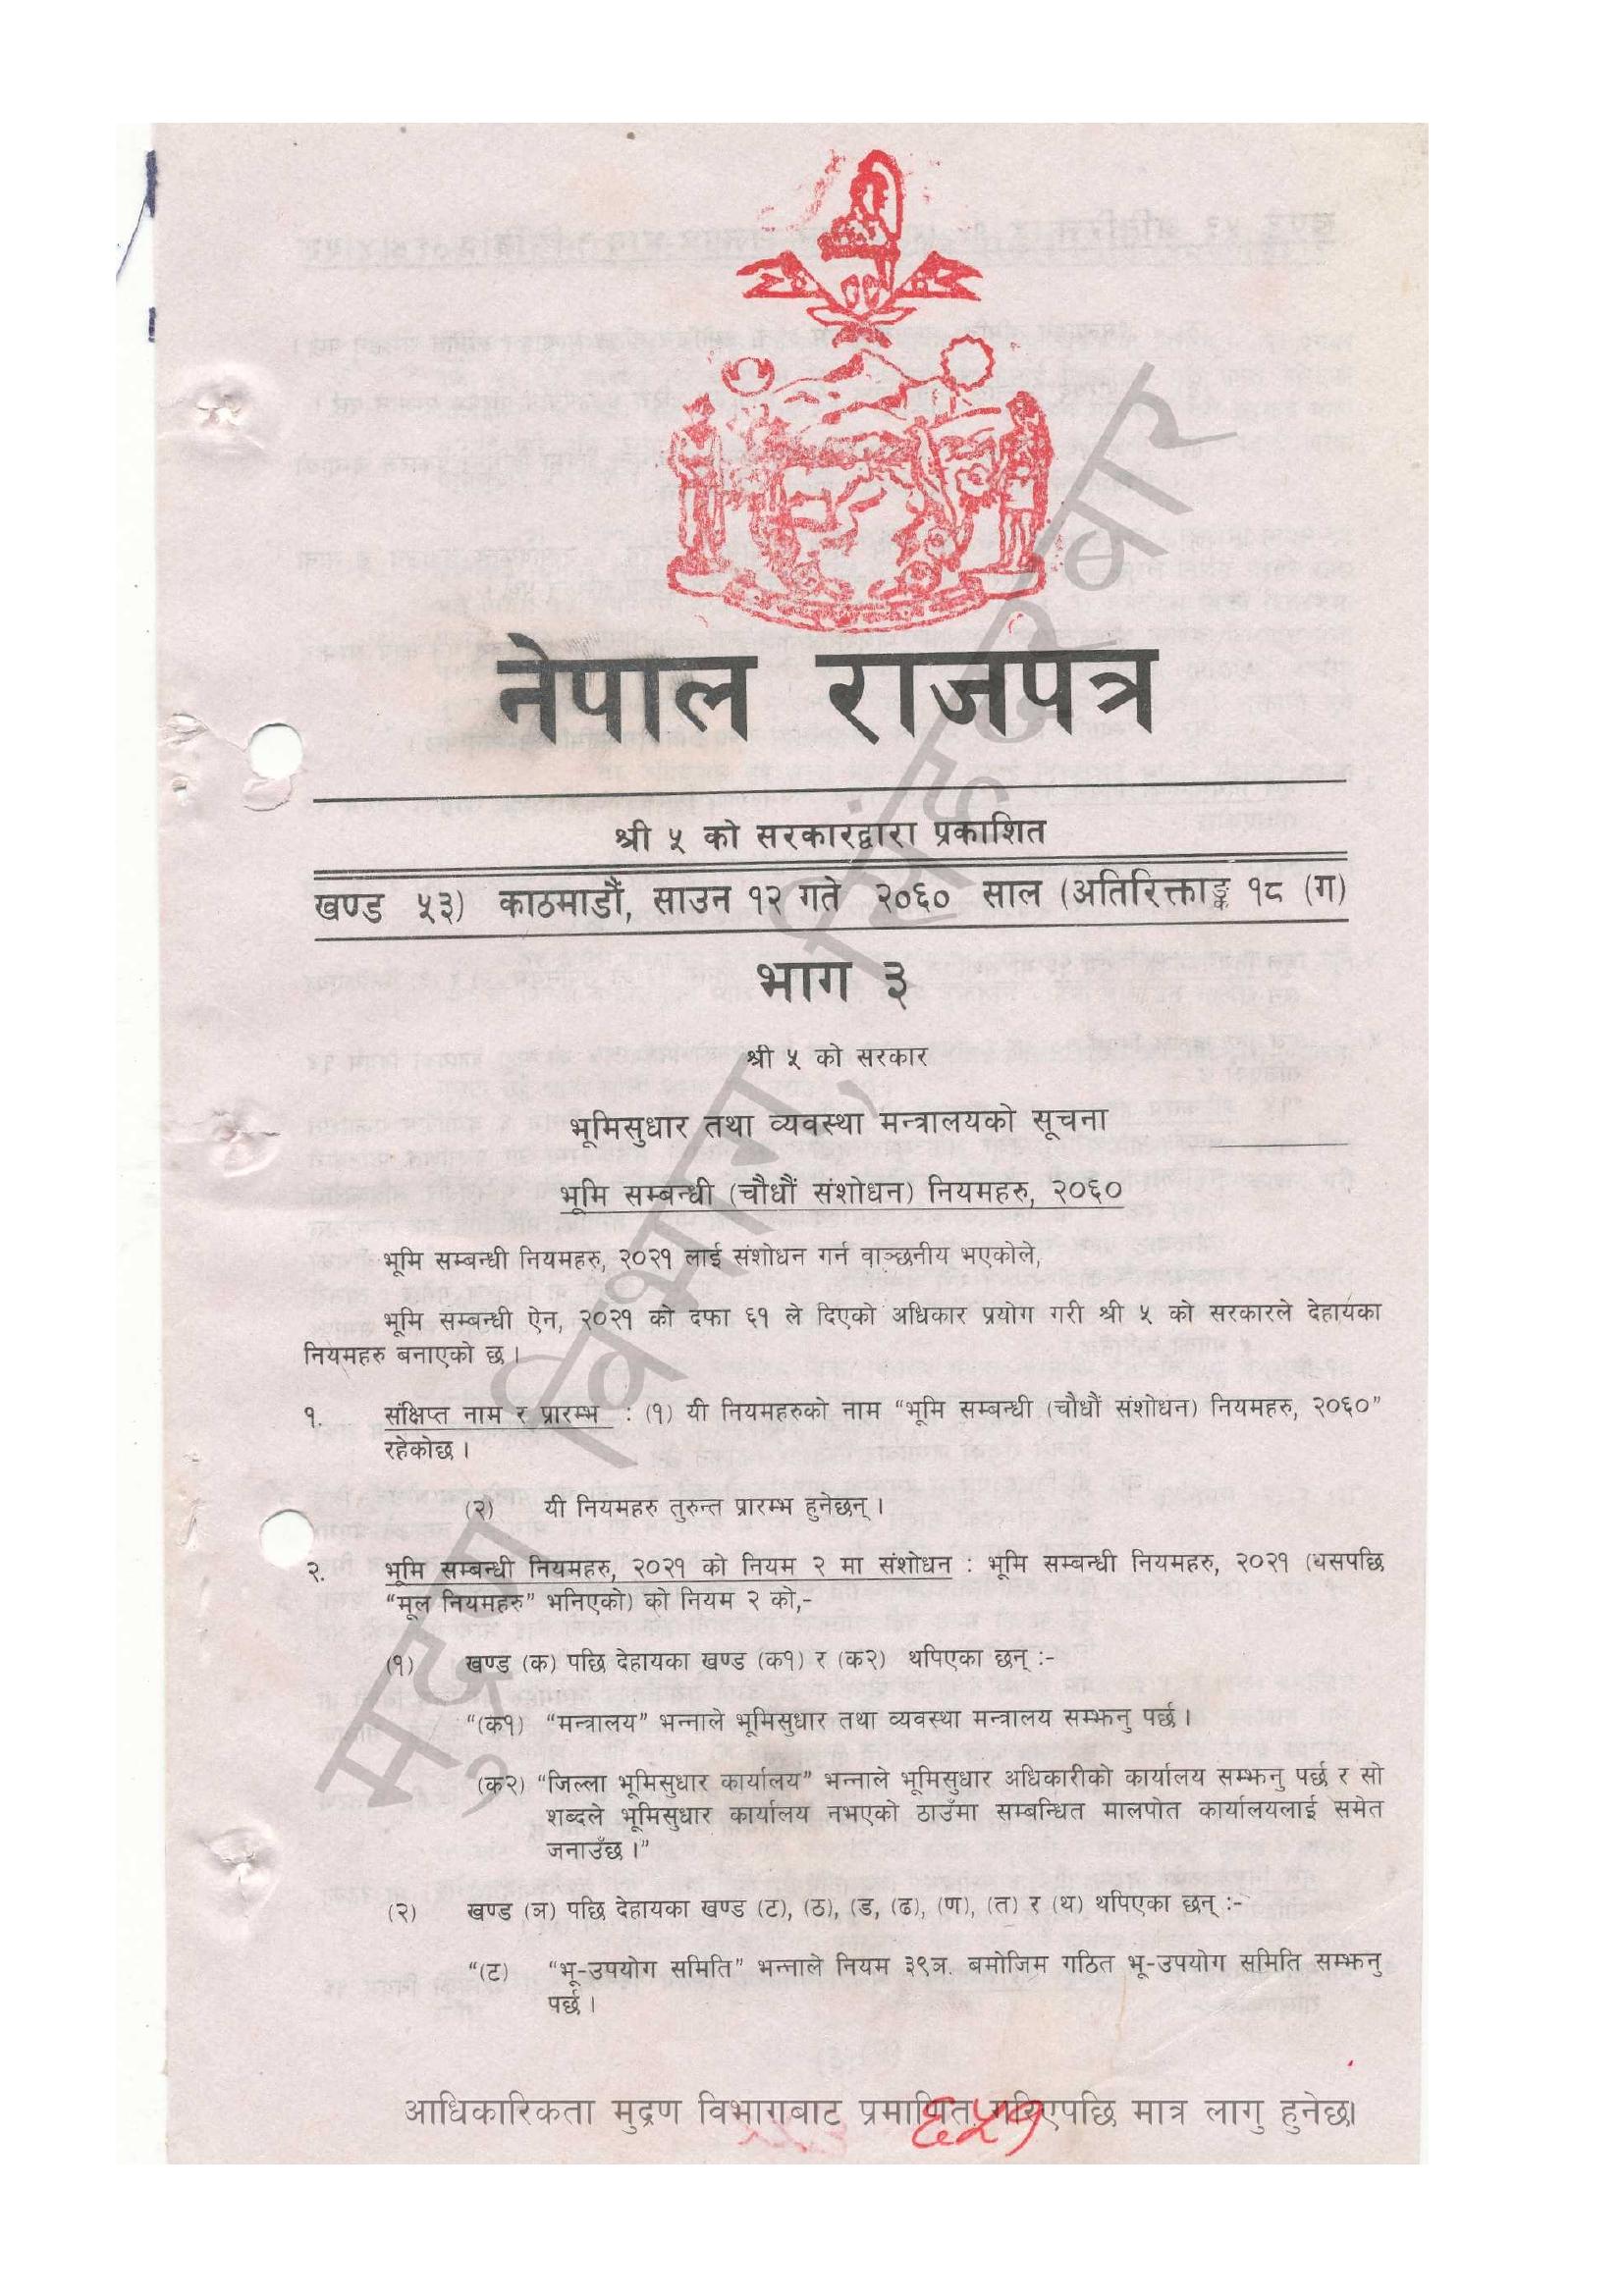 नेपाल राजपत्र
श्री ५ को सरकारद्वारा प्रकाशित
खण्ड ५३) काठमाडौं, साउन १२ गते २०६० साल (अतिरिक्ताङ्क १८ (ग)
भाग ३
श्री ५ को सरकार
भूमिसुधार तथा व्यवस्था मन्त्रालयको सूचना
भूमि सम्बन्धी (चौधौं संशोधन) नियमहरु, २०६०
भूमि सम्बन्धी नियमहरु, २०२१ लाई संशोधन गर्न वाञ्छनीय भएकोले,
भूमि सम्बन्धी ऐन, २०२१ को दफा ६१ ले दिएको अधिकार प्रयोग गरी श्री ५ को सरकारले देहायका
नियमहरु बनाएको छ।
१. संक्षिप्त नाम र प्रारम्भ : (१) यी नियमहरुको नाम “भूमि सम्बन्धी (चौधौं संशोधन) नियमहरु, २०६०”
रहेकोछ।
(२) यी नियमहरु तुरुन्त प्रारम्भ हुनेछन्।
२. भूमि सम्बन्धी नियमहरु, २०२१ को नियम २ मा संशोधन : भूमि सम्बन्धी नियमहरु, २०२१ (यसपछि
“मूल नियमहरु” भनिएको) को नियम २ को,-
(१) खण्ड (क) पछि देहायका खण्ड (क१) र (क२) थपिएका छन् :-
“(क१) “मन्त्रालय” भन्नाले भूमिसुधार तथा व्यवस्था मन्त्रालय सम्झनु पर्छ।
(क२) “जिल्ला भूमिसुधार कार्यालय” भन्नाले भूमिसुधार अधिकारीको कार्यालय सम्झनु पर्छ र सो
शब्दले भूमिसुधार कार्यालय नभएको ठाउँमा सम्बन्धित मालपोत कार्यालयलाई समेत
जनाउँछ।”
(२) खण्ड (ञ) पछि देहायका खण्ड (ट), (ठ), (ड, (ढ), (ण), (त) र (थ) थपिएका छन् :-
“(ट) “भू-उपयोग समिति” भन्नाले नियम ३९ञ. बमोजिम गठित भू-उपयोग समिति सम्झनु
पर्छ।
आधिकारिकता मुद्रण विभागबाट प्रमाणित गरिएपछि मात्र लागु हुनेछ।
६५१
मुद्रण विभाग, सिंहदरबार